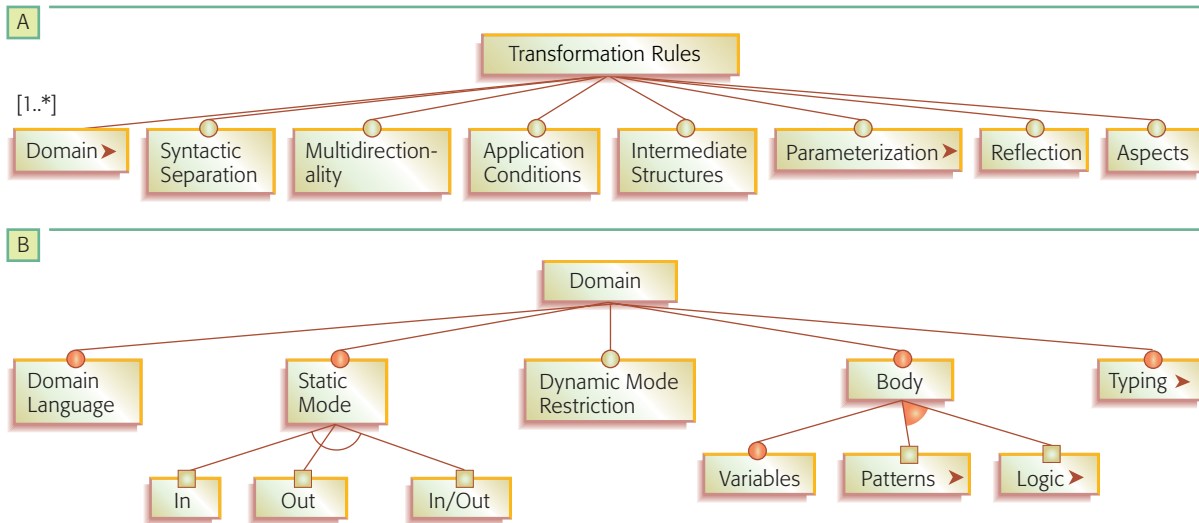 A
Transformation Rules
[1..*]
Domain
Syntactic
Separation
Multidirection-
ality
Application
Conditions
Intermediate
Structures
Parameterization
Reflection
Aspects
B
Domain
Domain
Language
Static
Mode
Dynamic Mode
Restriction
Body
Typing
In
Out
In/Out
Variables
Patterns
Logic